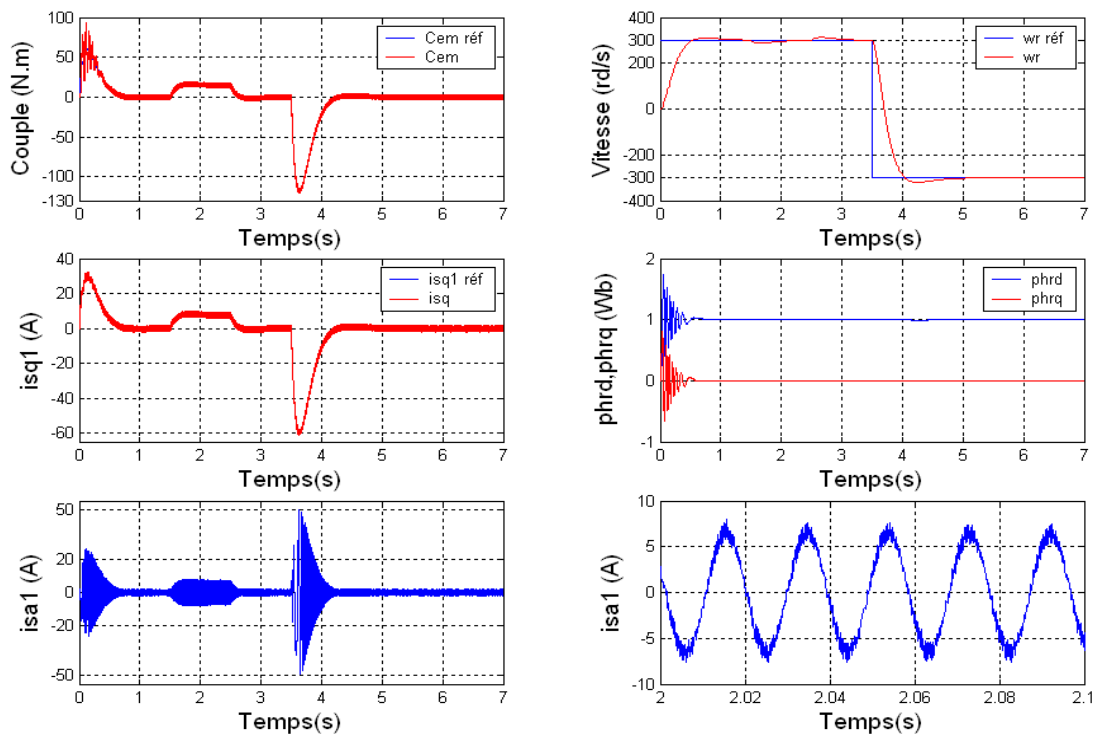 Couple (N.m)
100
50
0
-50
-100
-130
Cem réf
Cem
0 1 2 3 4 5 6 7
Temps(s)
Vitesse (rd/s)
400
300
200
0
-200
-300
-400
wr réf
wr
0 1 2 3 4 5 6 7
Temps(s)
isq1 (A)
40
20
0
-20
-40
-60
isq1 réf
isq
0 1 2 3 4 5 6 7
Temps(s)
phrd,phrq (Wb)
2
1
0
-1
phrd
phrq
0 1 2 3 4 5 6 7
Temps(s)
isa1 (A)
50
20
0
-20
-50
0 1 2 3 4 5 6 7
Temps(s)
isa1 (A)
10
5
0
-5
-10
2 2.02 2.04 2.06 2.08 2.1
Temps(s)